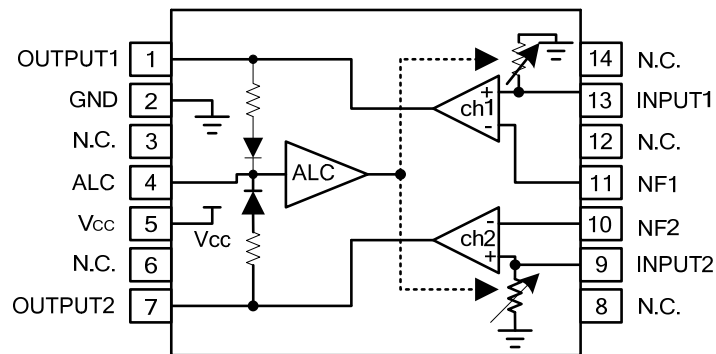 OUTPUT1 1
GND 2
N.C. 3
ALC 4
Vcc 5
N.C. 6
OUTPUT2 7
Vcc
ALC
ch1
+
-
ch2
-
+
14 N.C.
13 INPUT1
12 N.C.
11 NF1
10 NF2
9 INPUT2
8 N.C.